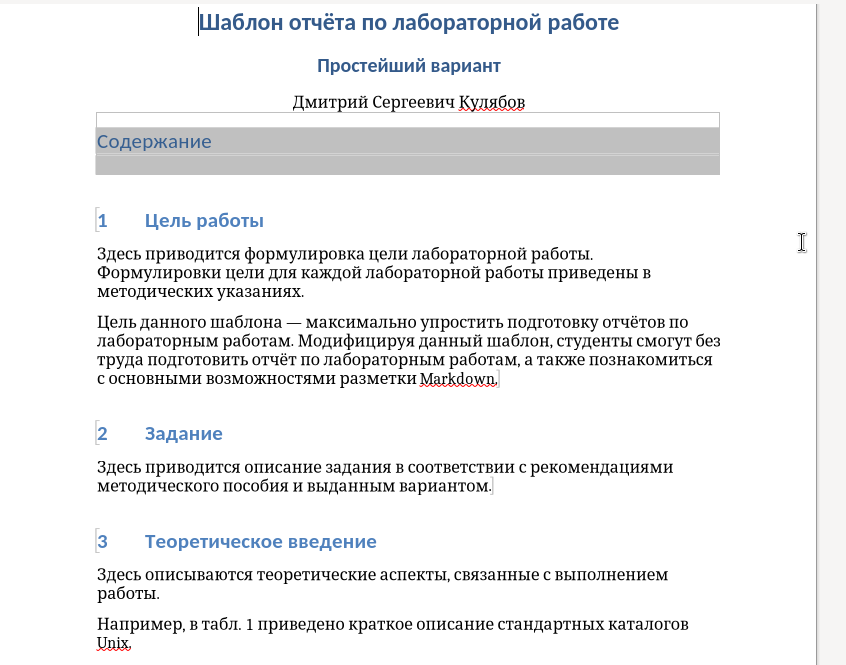 Шаблон отчёта по лабораторной работе
Простейший вариант
Дмитрий Сергеевич Кулябов
Содержание
1 Цель работы
Здесь приводится формулировка цели лабораторной работы.
Формулировки цели для каждой лабораторной работы приведены в
методических указаниях.
Цель данного шаблона — максимально упростить подготовку отчётов по
лабораторным работам. Модифицируя данный шаблон, студенты смогут без
труда подготовить отчёт по лабораторным работам, а также познакомиться
с основными возможностями разметки Markdown.
2 Задание
Здесь приводится описание задания в соответствии с рекомендациями
методического пособия и выданным вариантом.
3 Теоретическое введение
Здесь описываются теоретические аспекты, связанные с выполнением
работы.
Например, в табл. 1 приведено краткое описание стандартных каталогов
Unix.